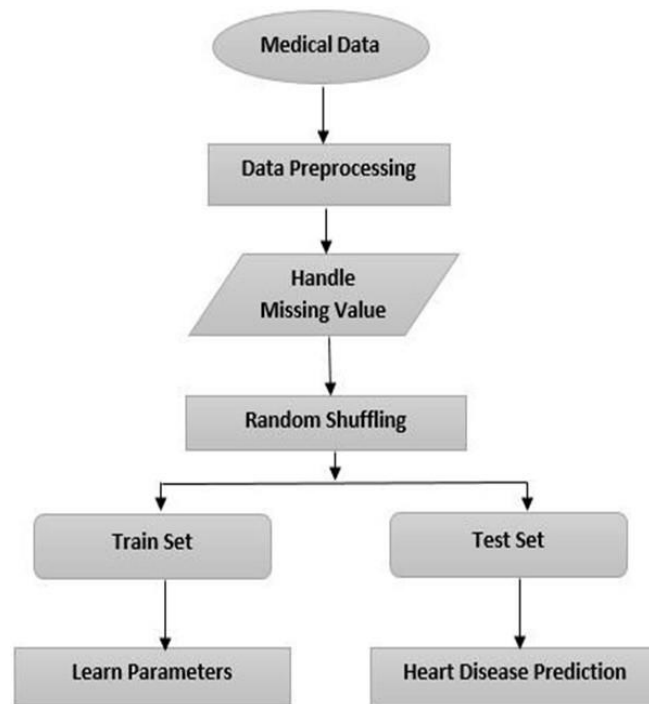 Medical Data
Data Preprocessing
Handle
Missing Value
Random Shuffling
Train Set
Test Set
Learn Parameters
Heart Disease Prediction